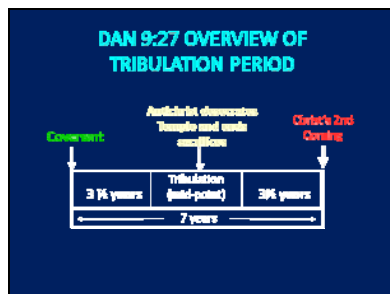 DAN 9:27 OVERVIEW OF
TRIBULATION PERIOD
Antichrist desecrates
Temple and ends
sacrifices
Covenant
Christ's 2nd
Coming
3 ½ years
Tribulation
(mid-point)
3½ years
7 years